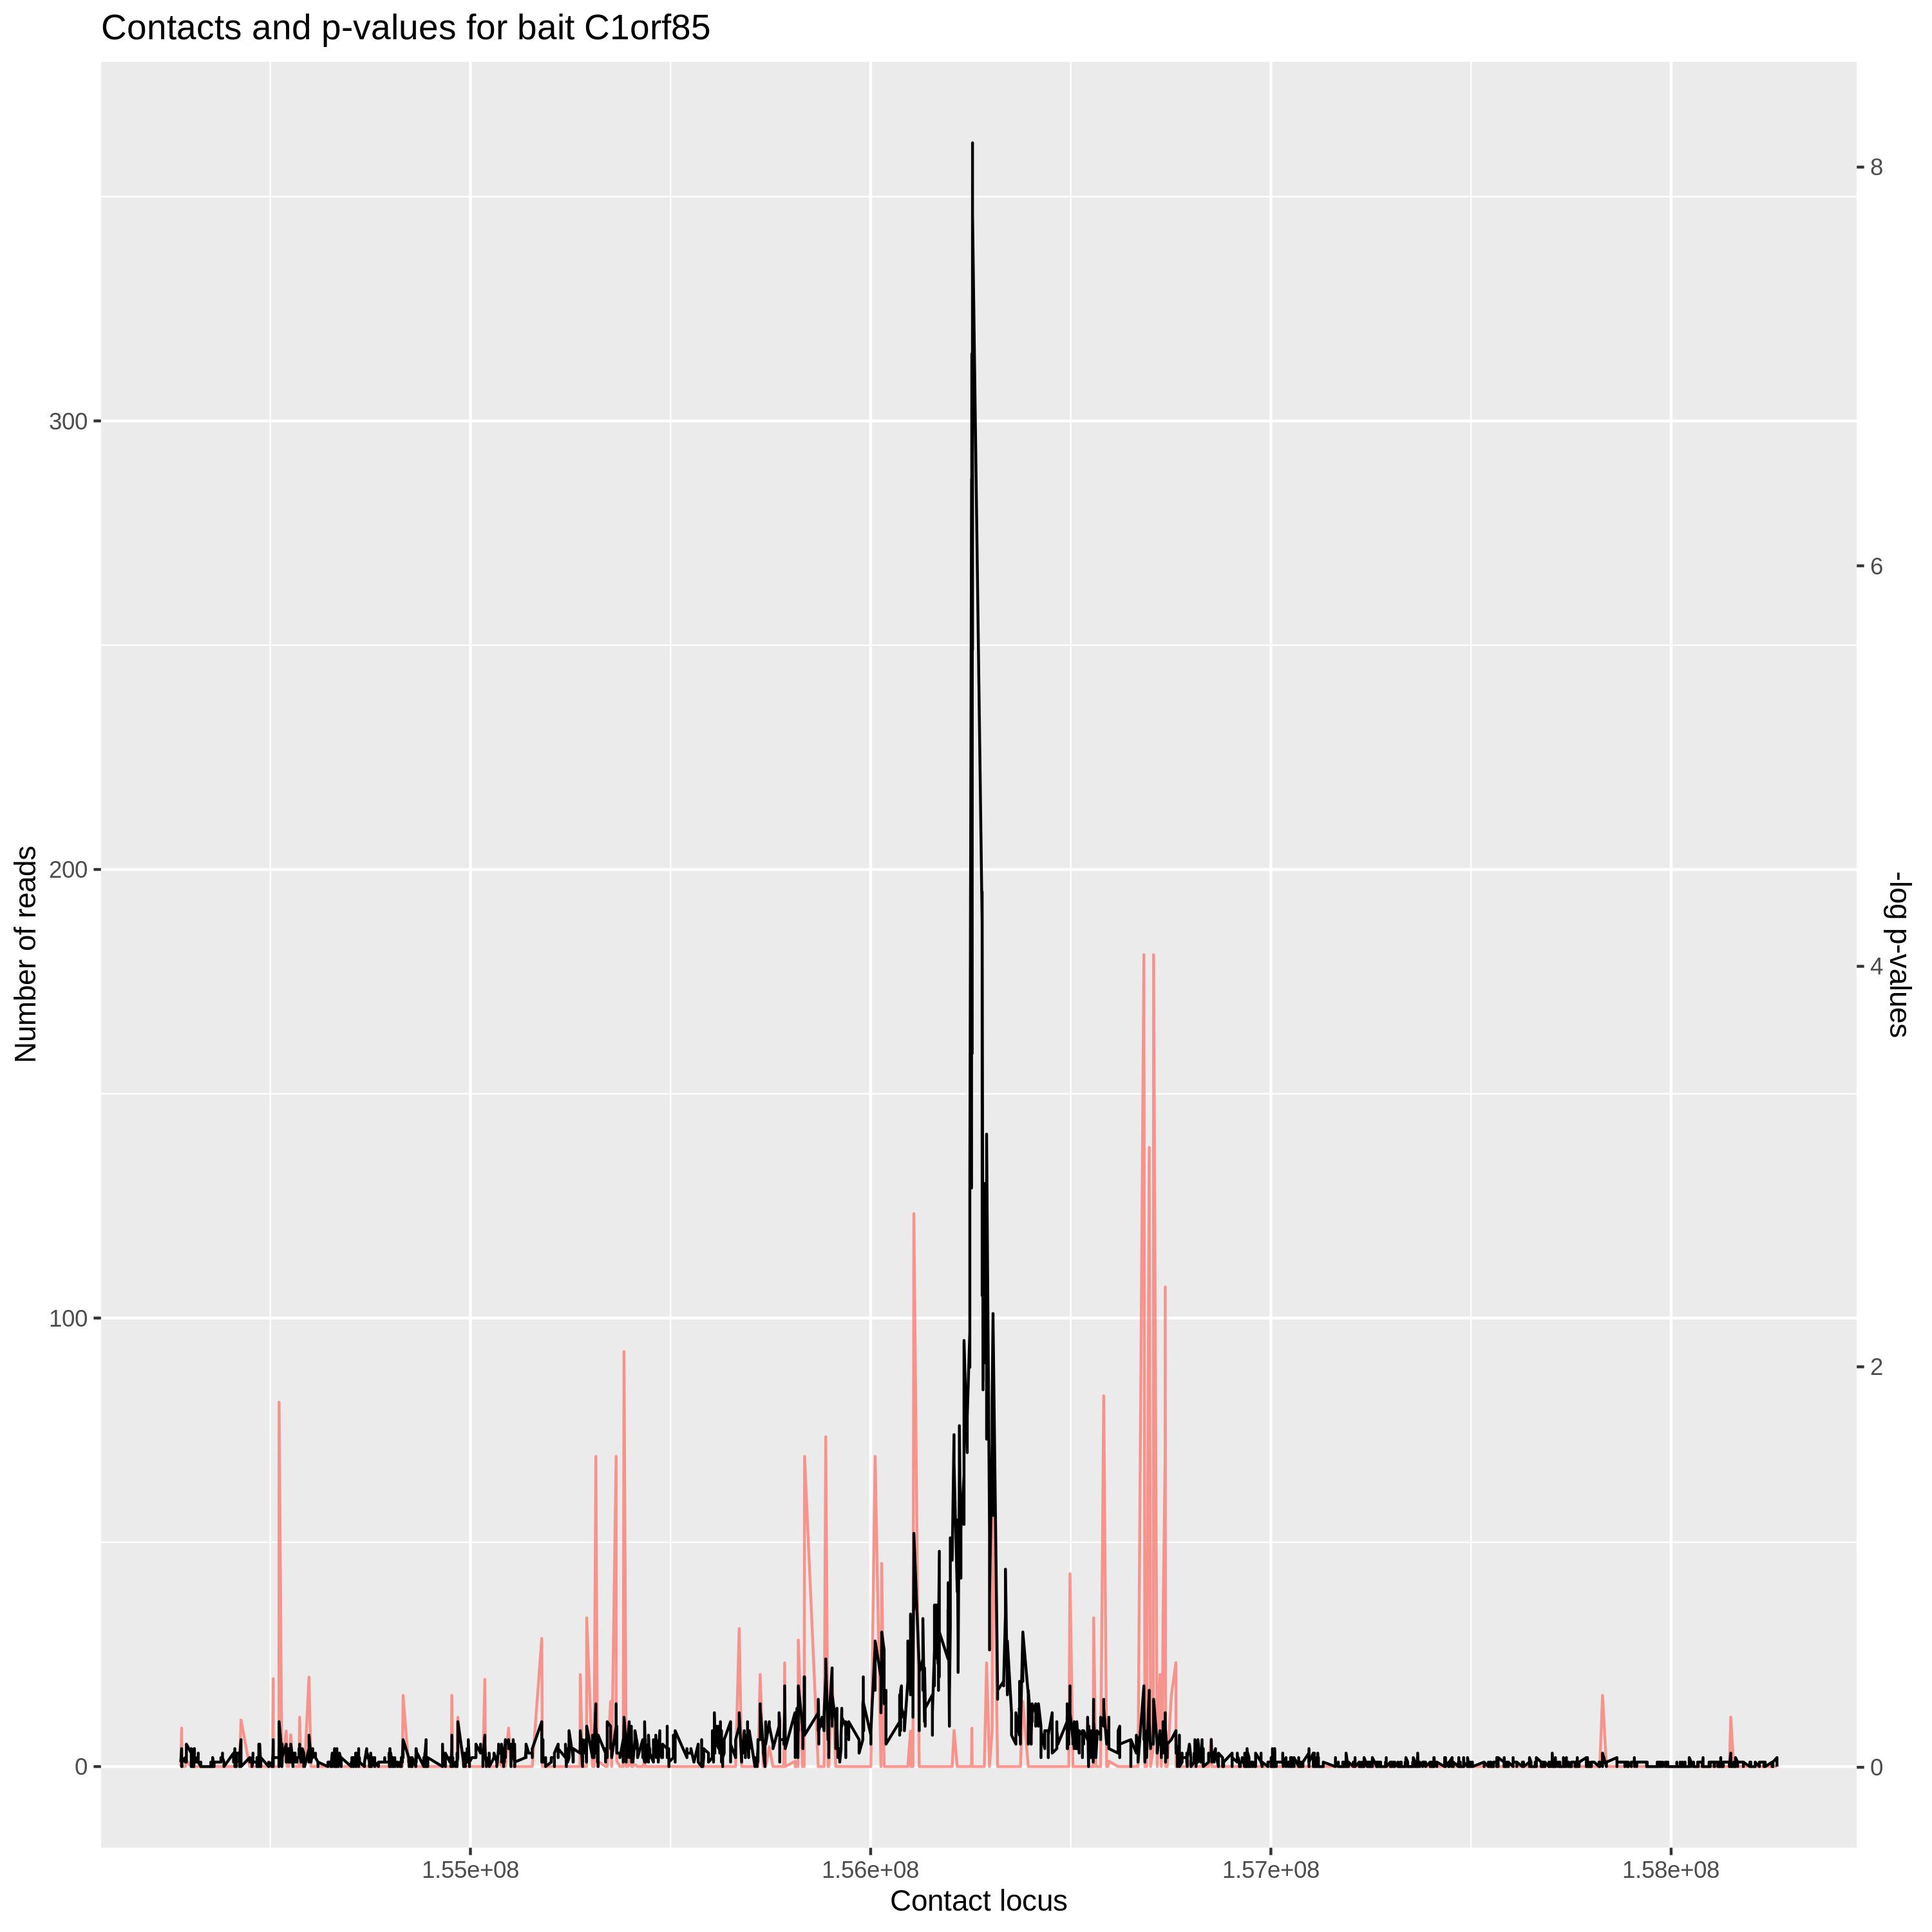 Contacts and p-values for bait C1orf85
Number of reads
300
200
100
0
8
6
4
2
0
-log p-values
1.55e+08
1.56e+08
1.57e+08
1.58e+08
Contact locus